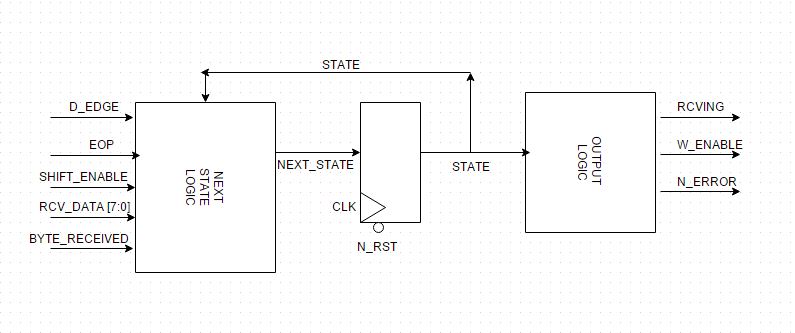 STATE
D_EDGE
EOP
SHIFT_ENABLE
RCV_DATA [7:0]
BYTE_RECEIVED
NEXT
STATE
LOGIC
NEXT_STATE
CLK
N_RST
STATE
OUTPUT
LOGIC
RCVING
W_ENABLE
N_ERROR